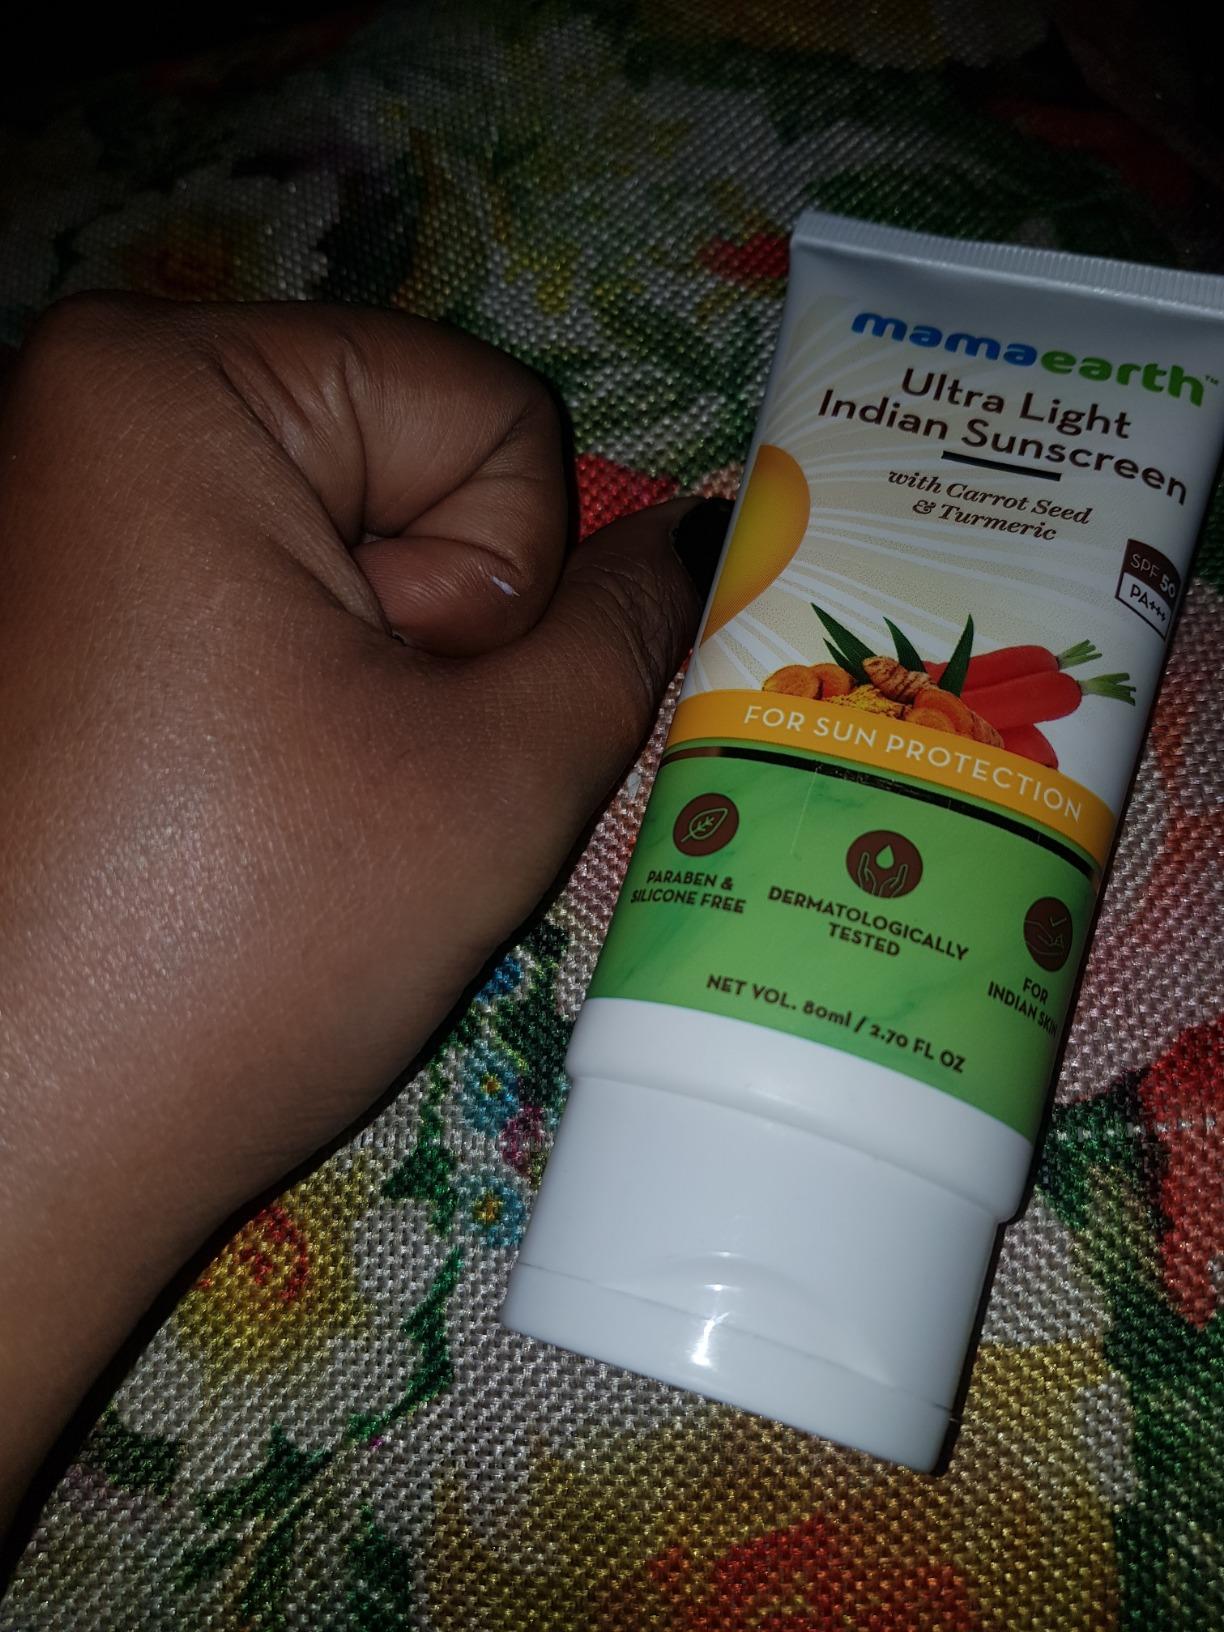 mamaearth™
Ultra Light
Indian Sunscreen
with Carrot Seed
& Turmeric
SPF 50
PA+++
FOR SUN PROTECTION
PARABEN &
SILICONE FREE
DERMATOLOGICALLY
TESTED
FOR
INDIAN SKIN
NET VOL. 80ml / 2.70 FL OZ